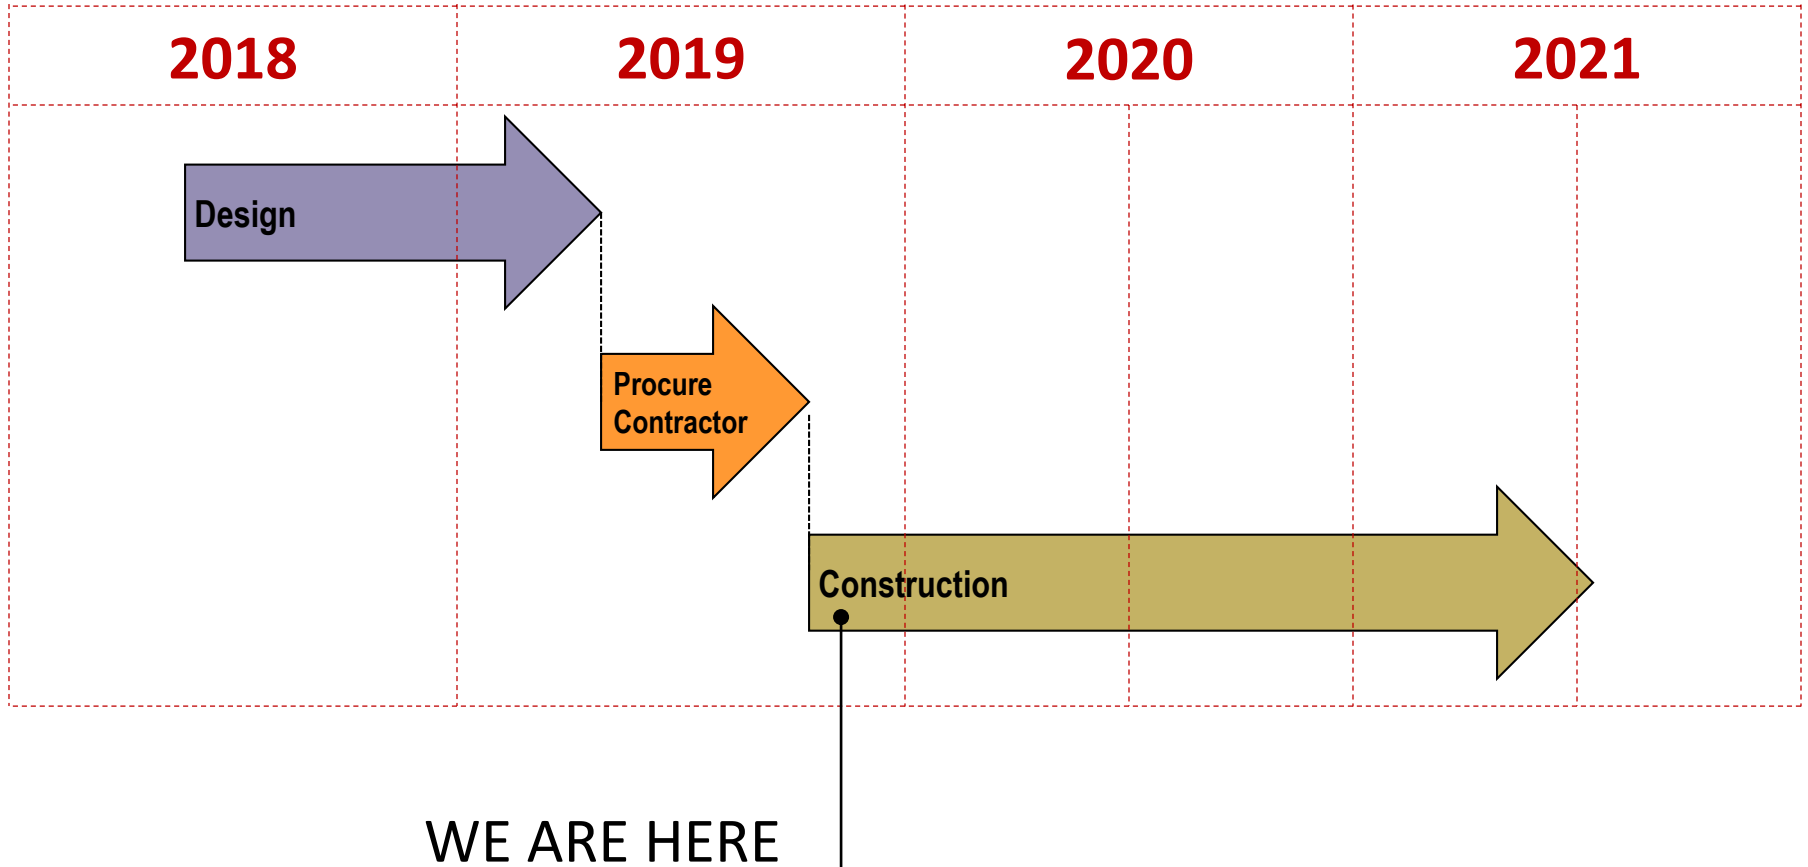 2018 2019 2020 2021
Design
Procure
Contractor
Construction
WE ARE HERE